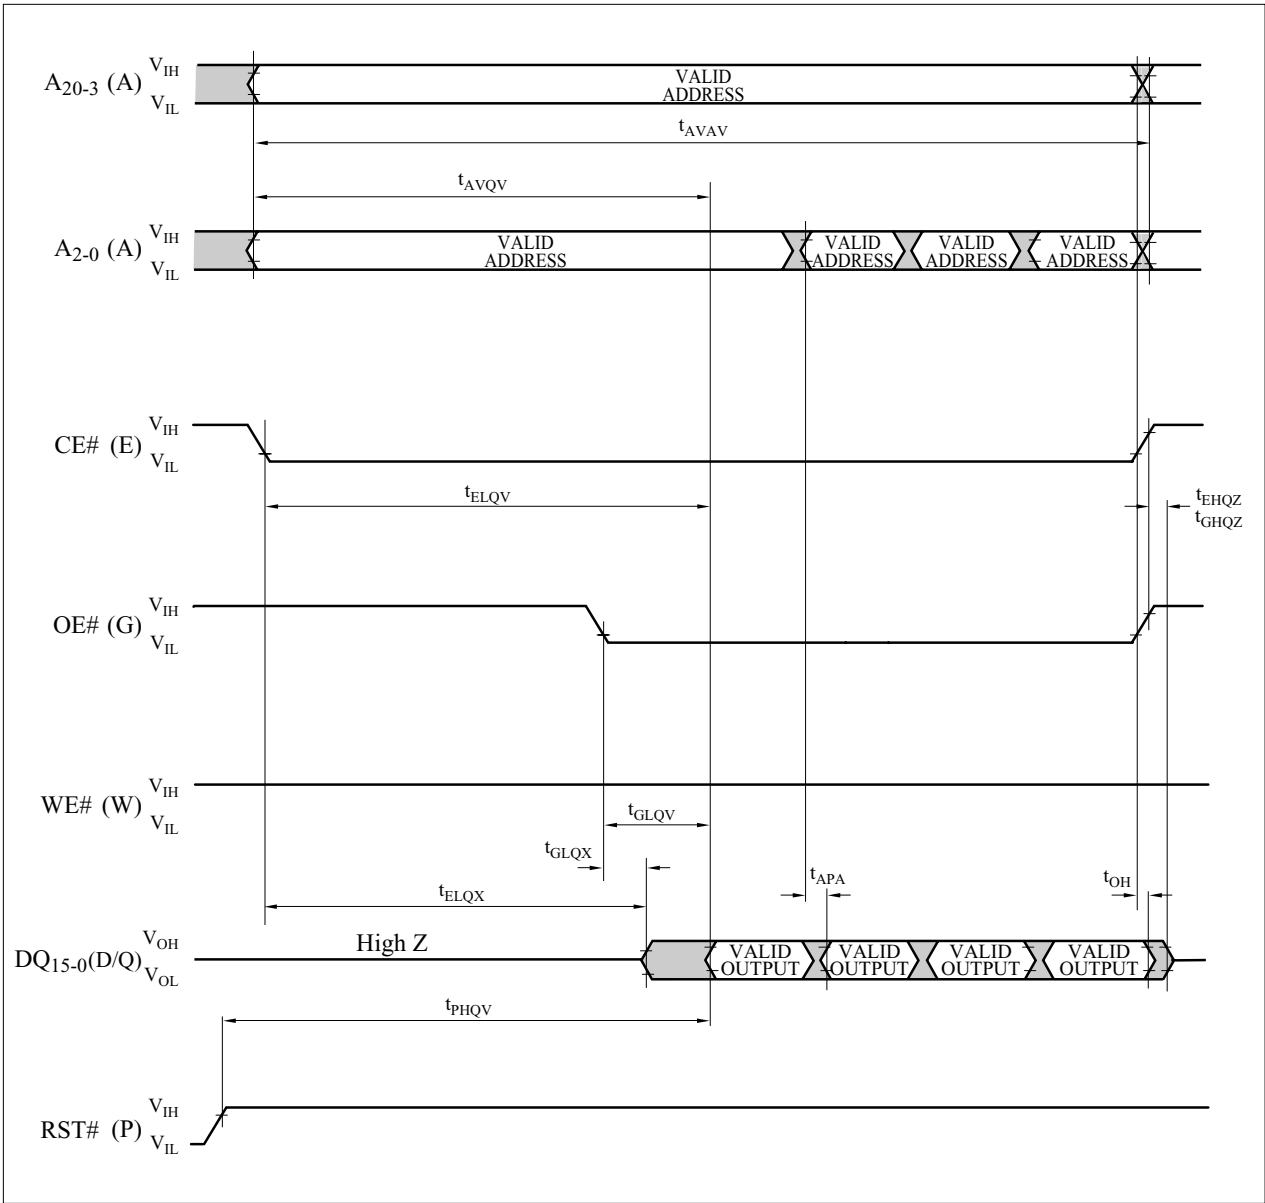 A20-3 (A) VIH
VIL
VALID
ADDRESS
tAVAV
tAVQV
A2-0 (A) VIH
VIL
VALID
ADDRESS
VALID
ADDRESS
VALID
ADDRESS
VALID
ADDRESS
CE# (E) VIH
VIL
tELQV
tEHQZ
tGHQZ
OE# (G) VIH
VIL
WE# (W) VIH
VIL
tGLQV
tGLQX
tELQX
tAPA
tOH
DQ15-0(D/Q) VOH
VOL
High Z
VALID
OUTPUT
VALID
OUTPUT
VALID
OUTPUT
VALID
OUTPUT
tPHQV
RST# (P) VIH
VIL